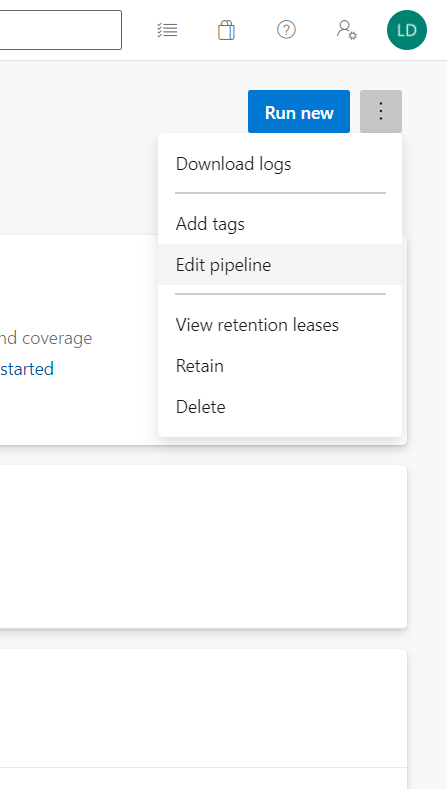 LD
Run new
Download logs
Add tags
Edit pipeline
nd coverage
View retention leases
started
Retain
Delete